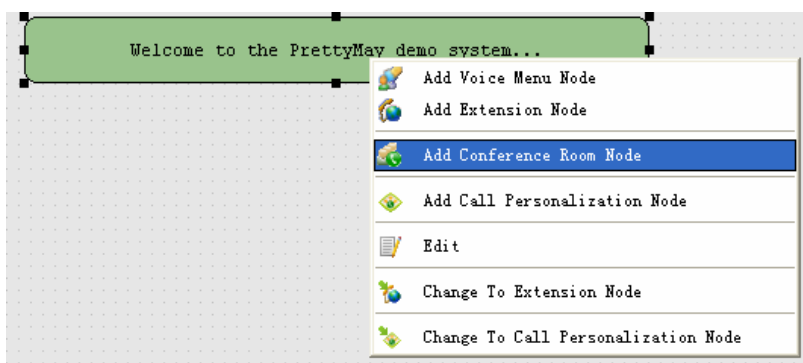 Welcome to the PrettyMay demo system...
Add Voice Menu Node
Add Extension Node
Add Conference Room Node
Add Call Personalization Node
Edit
Change To Extension Node
Change To Call Personalization Node